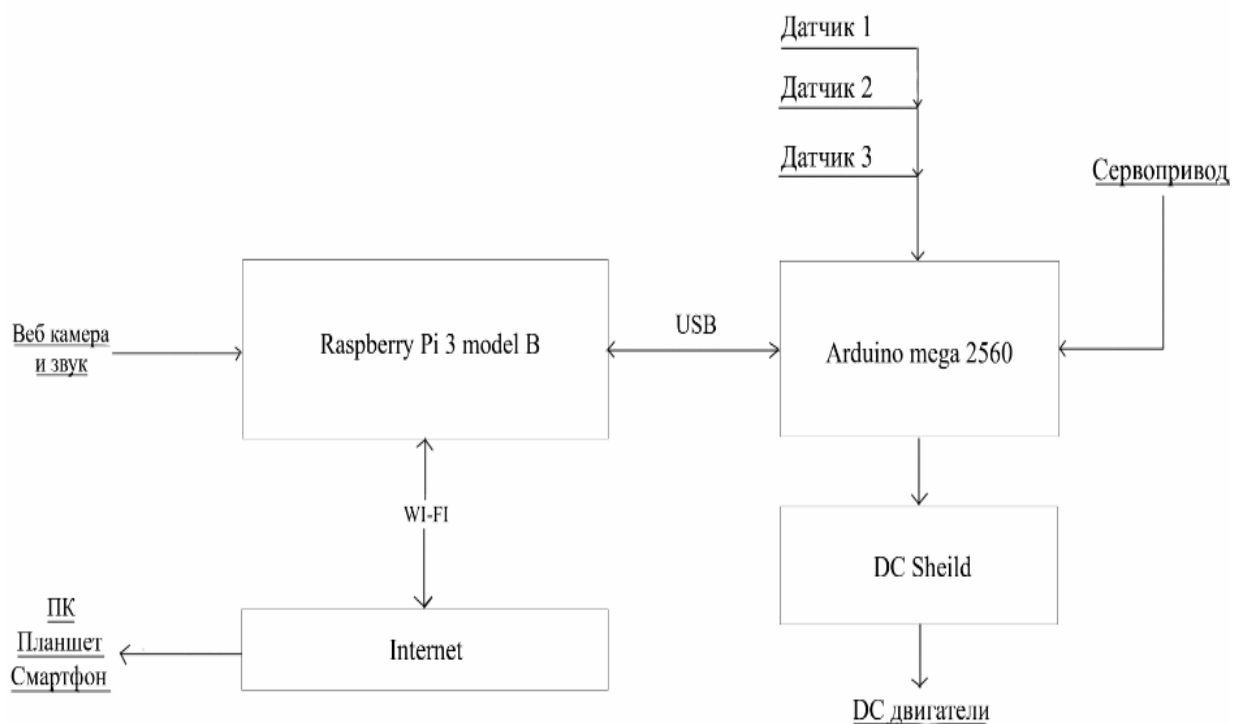 Датчик 1
Датчик 2
Датчик 3
Сервопривод
Веб камера
и звук
Raspberry Pi 3 model B
USB
Arduino mega 2560
WI-FI
DC Sheild
ПК
Планшет
Смартфон
Internet
DC двигатели